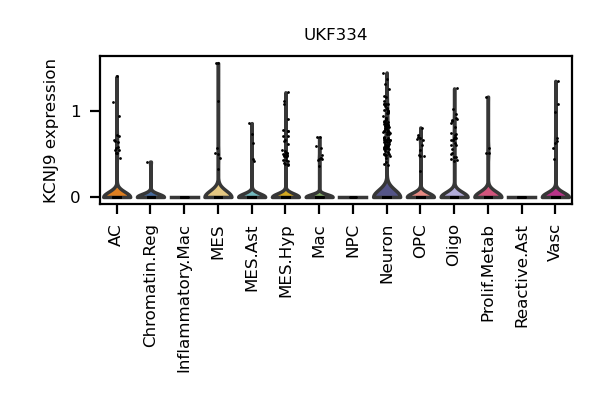 UKF334
KCNJ9 expression
1
0
AC
Chromatin.Reg
Inflammatory.Mac
MES
MES.Ast
MES.Hyp
Mac
NPC
Neuron
OPC
Oligo
Prolif.Metab
Reactive.Ast
Vasc